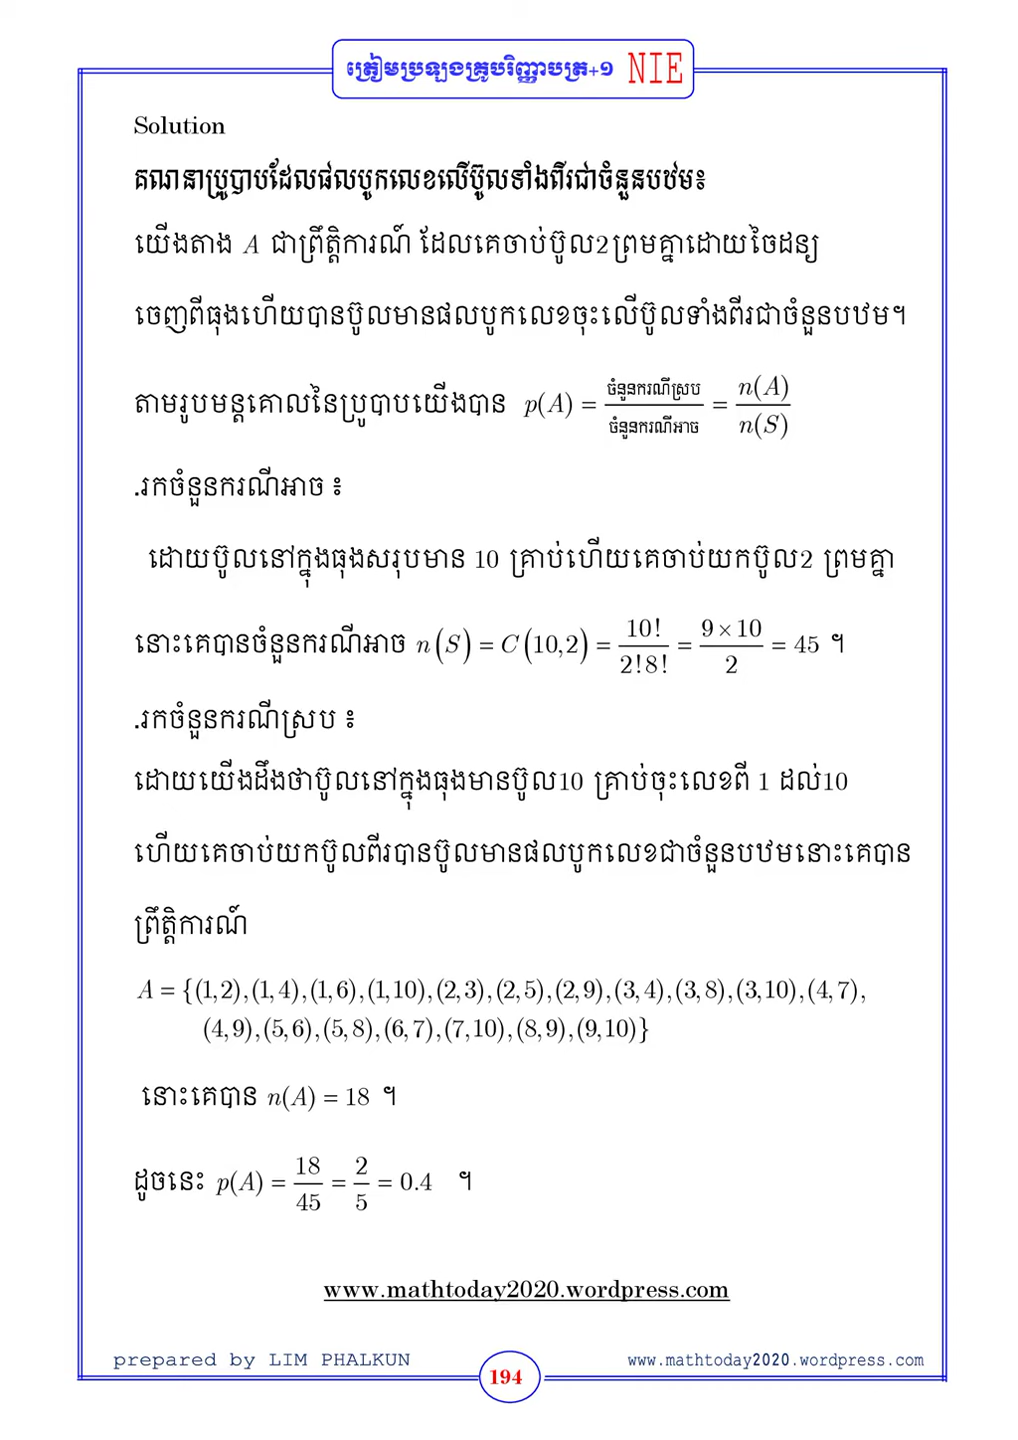 ត្រៀមប្រឡងគ្រូបរិញ្ញាបត្រ+១ NIE
Solution
គណនាប្រូបាបដែលផលបូកលេខលើប៊ូលទាំងពីរជាចំនួនបឋម៖
យើងតាង A ជាព្រឹត្តិការណ៍ ដែលគេចាប់ប៊ូល2ព្រមគ្នាដោយចៃដន្យ
ចេញពីធុងហើយបានប៊ូលមានផលបូកលេខចុះលើប៊ូលទាំងពីរជាចំនួនបឋម។
តាមរូបមន្តគោលនៃប្រូបាបយើងបាន p(A) = ចំនួនករណីស្រប / ចំនួនករណីអាច = n(A) / n(S)
.រកចំនួនករណីអាច ៖
ដោយប៊ូលនៅក្នុងធុងសរុបមាន 10 គ្រាប់ហើយគេចាប់យកប៊ូល2 ព្រមគ្នា
នោះគេបានចំនួនករណីអាច n(S) = C(10,2) = 10! / 2!8! = 9×10 / 2 = 45 ។
.រកចំនួនករណីស្រប ៖
ដោយយើងដឹងថាប៊ូលនៅក្នុងធុងមានប៊ូល10 គ្រាប់ចុះលេខពី 1 ដល់10
ហើយគេចាប់យកប៊ូលពីរបានប៊ូលមានផលបូកលេខជាចំនួនបឋមនោះគេបាន
ព្រឹត្តិការណ៍
A = {(1,2),(1,4),(1,6),(1,10),(2,3),(2,5),(2,9),(3,4),(3,8),(3,10),(4,7),
(4,9),(5,6),(5,8),(6,7),(7,10),(8,9),(9,10)}
នោះគេបាន n(A) = 18 ។
ដូចនេះ p(A) = 18 / 45 = 2 / 5 = 0.4 ។
www.mathtoday2020.wordpress.com
prepared by LIM PHALKUN www.mathtoday2020.wordpress.com
194